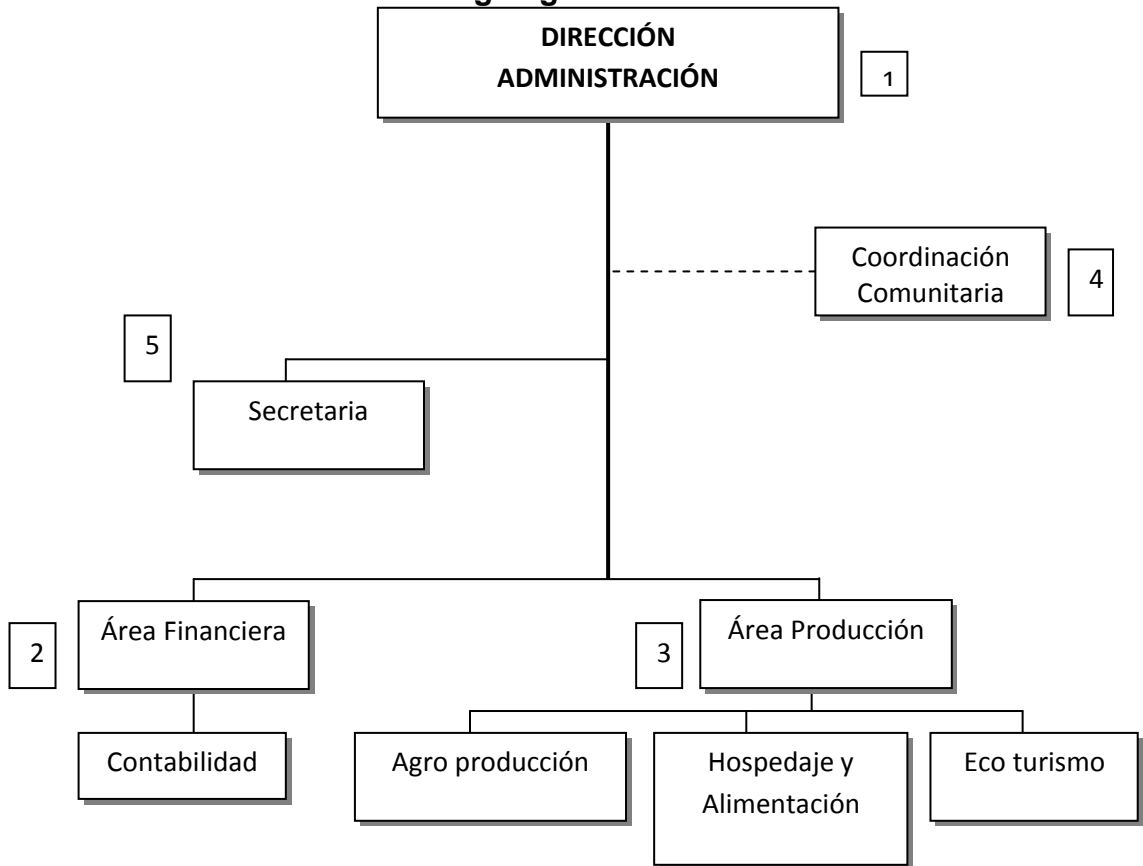 DIRECCIÓN
ADMINISTRACIÓN
1
Coordinación
Comunitaria
4
5
Secretaria
Área Financiera
2
Área Producción
3
Contabilidad
Agro producción
Hospedaje y
Alimentación
Eco turismo